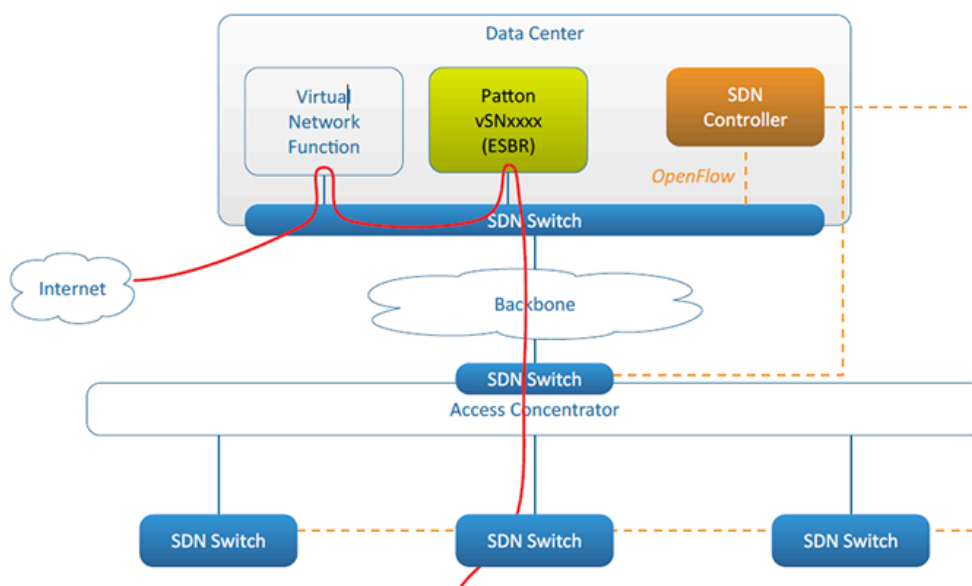 Data Center
Virtual
Network
Function
Patton
vSNxxxx
(ESBR)
SDN
Controller
OpenFlow
SDN Switch
Internet
Backbone
SDN Switch
Access Concentrator
SDN Switch
SDN Switch
SDN Switch